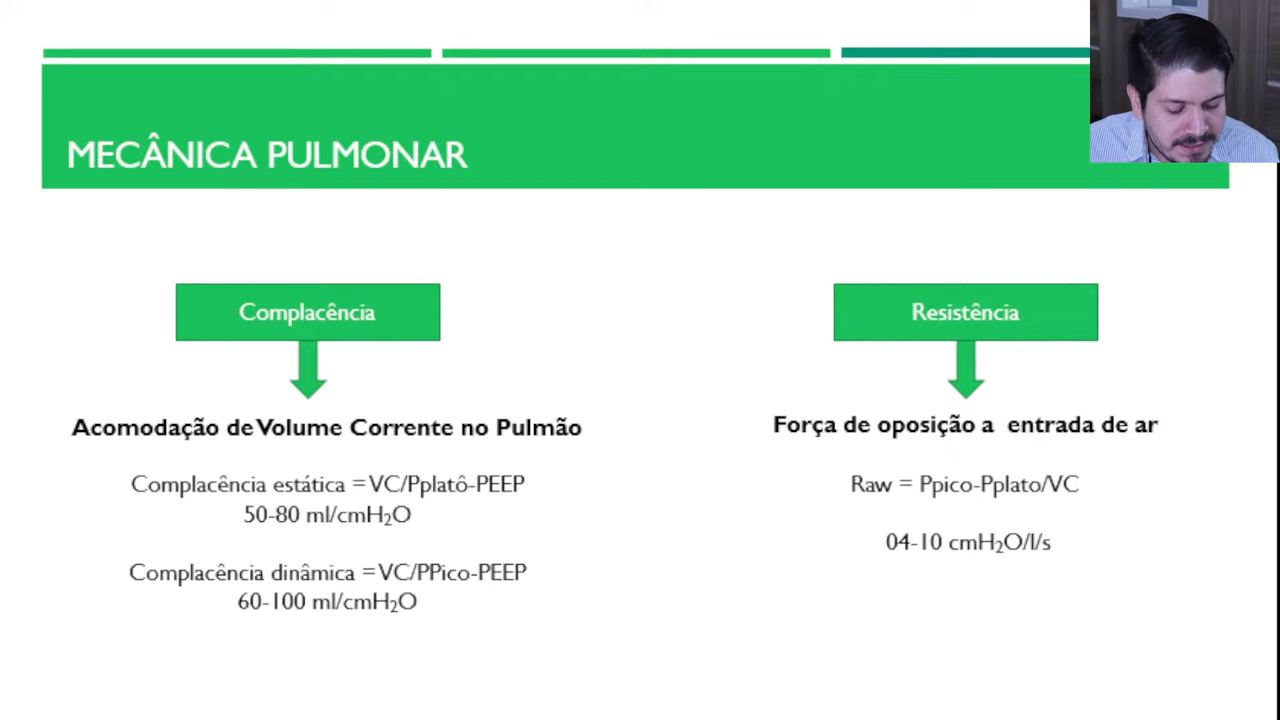 MECÂNICA PULMONAR
Complacência
Acomodação de Volume Corrente no Pulmão
Complacência estática = VC/Pplatô-PEEP
50-80 ml/cmH₂O
Complacência dinâmica = VC/PPico-PEEP
60-100 ml/cmH₂O
Resistência
Força de oposição a entrada de ar
Raw = Ppico-Pplato/VC
04-10 cmH₂O/l/s